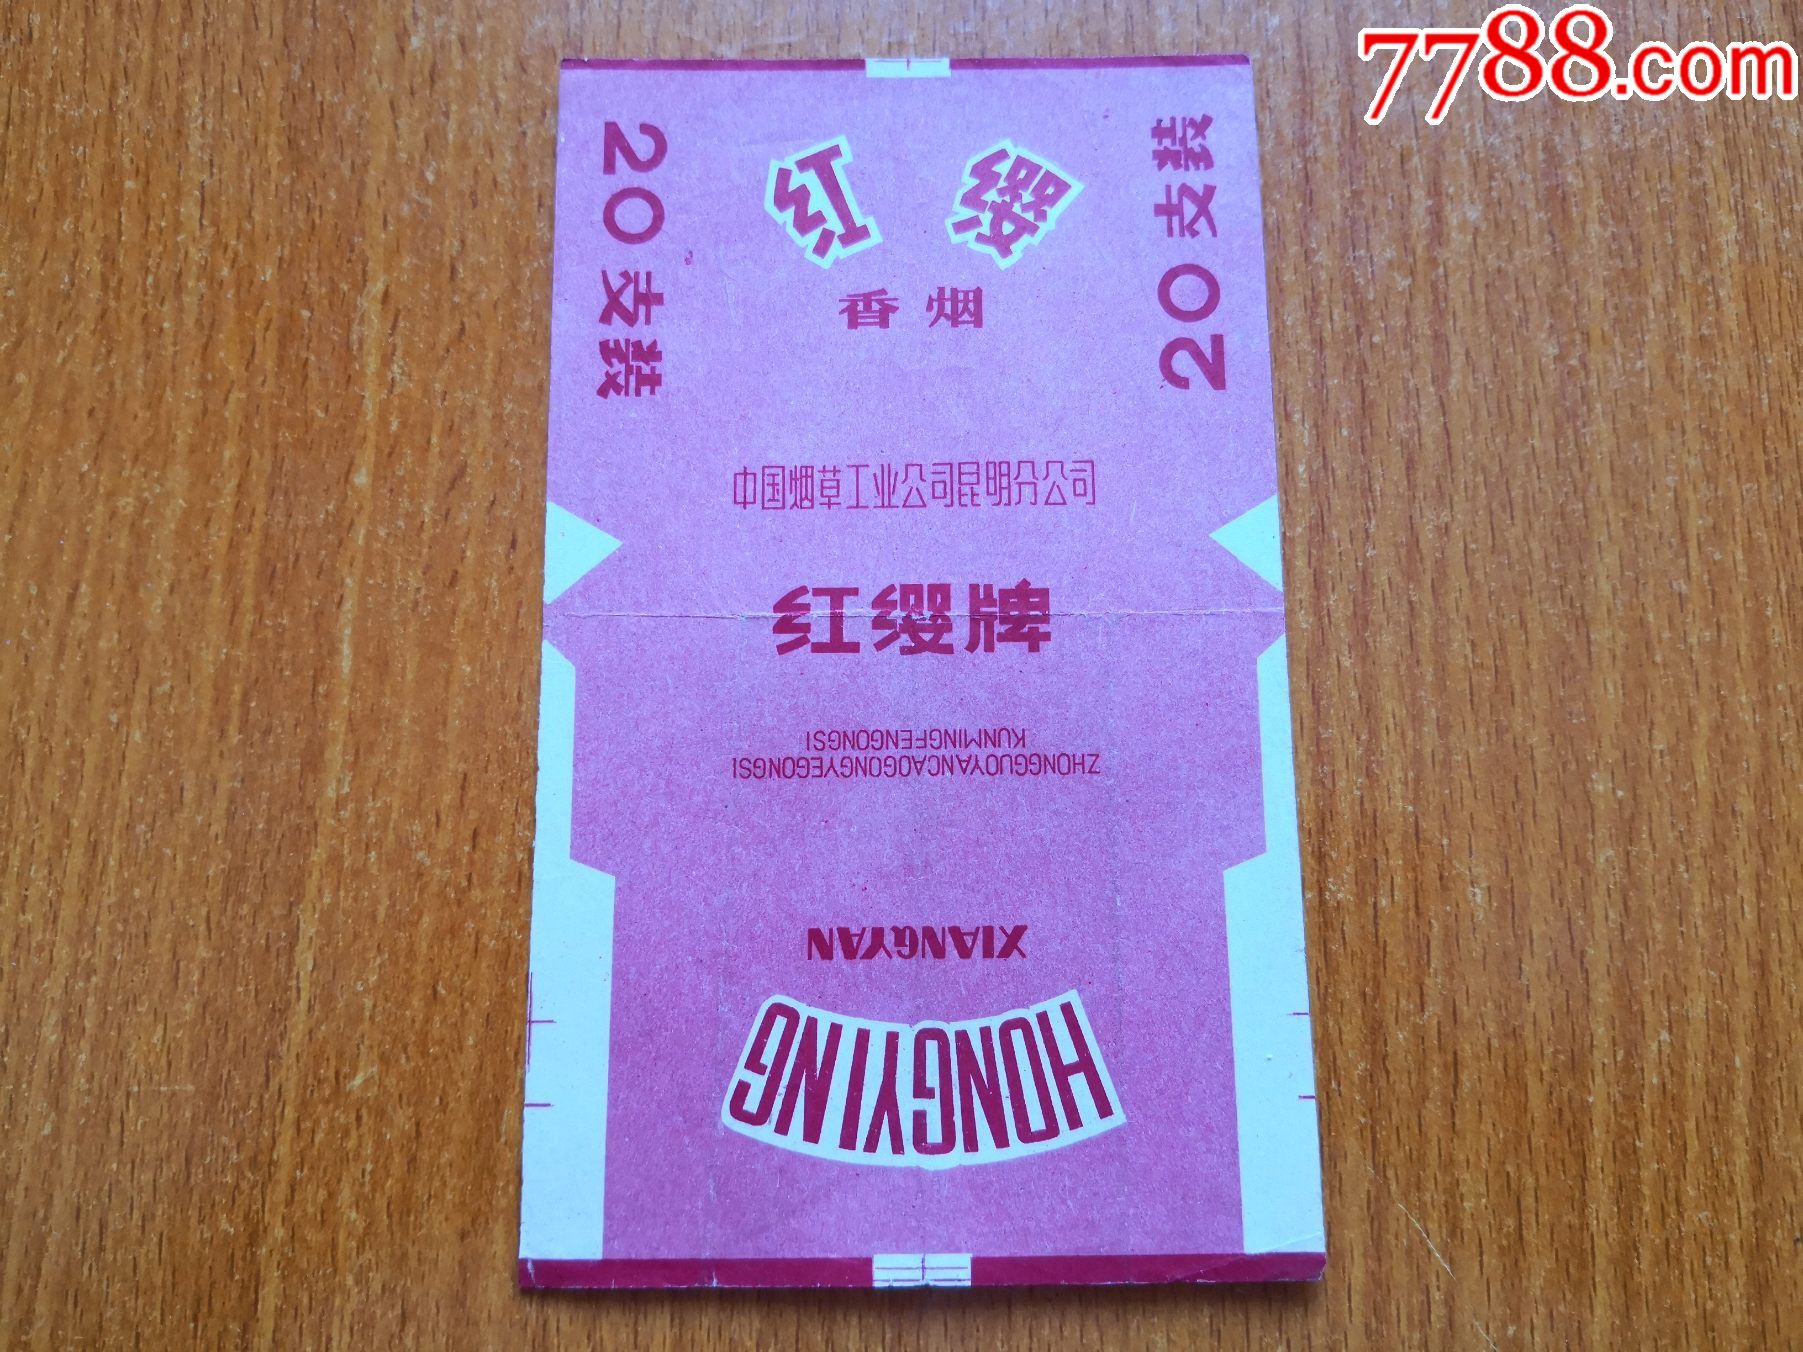 7788.com
红缨
香烟
20支装
20支装
中国烟草工业公司昆明分公司
红缨牌
ZHONGGUOYANCAOGONGYEGONGSI
KUNMINGFENGONGSI
HONGYING
XIANGYAN